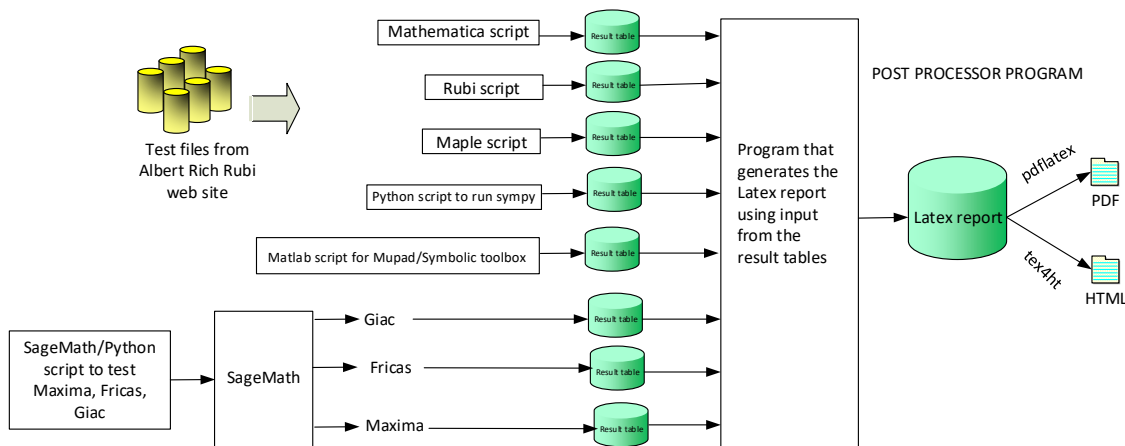 Mathematica script
Result table
Rubi script
Result table
Maple script
Result table
Python script to run sympy
Result table
Matlab script for Mupad/Symbolic toolbox
Result table
Test files from
Albert Rich Rubi
web site
SageMath/Python
script to test
Maxima, Fricas,
Giac
SageMath
Giac
Result table
Fricas
Result table
Maxima
Result table
Program that
generates the
Latex report
using input
from the
result tables
POST PROCESSOR PROGRAM
Latex report
pdflatex
PDF
tex4ht
HTML